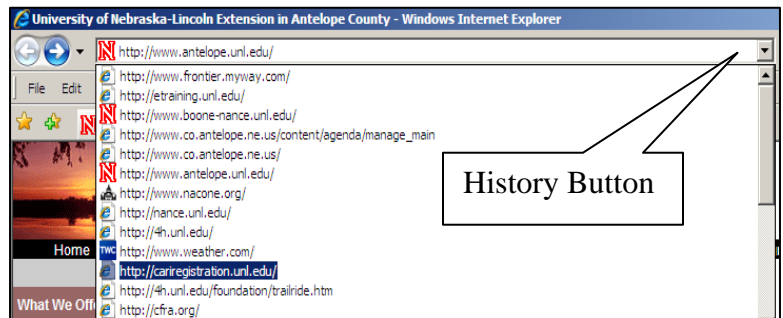 University of Nebraska-Lincoln Extension in Antelope County - Windows Internet Explorer
http://www.antelope.unl.edu/
http://www.frontier.myway.com/
File Edit
http://etraining.unl.edu/
http://www.boone-nance.unl.edu/
http://www.co.antelope.ne.us/content/agenda/manage_main
http://www.co.antelope.ne.us/
http://www.antelope.unl.edu/
History Button
http://www.nacone.org/
http://nance.unl.edu/
http://4h.unl.edu/
Home
TWC http://www.weather.com/
http://cariregistration.unl.edu/
http://4h.unl.edu/foundation/trailride.htm
What We Off
http://cfra.org/